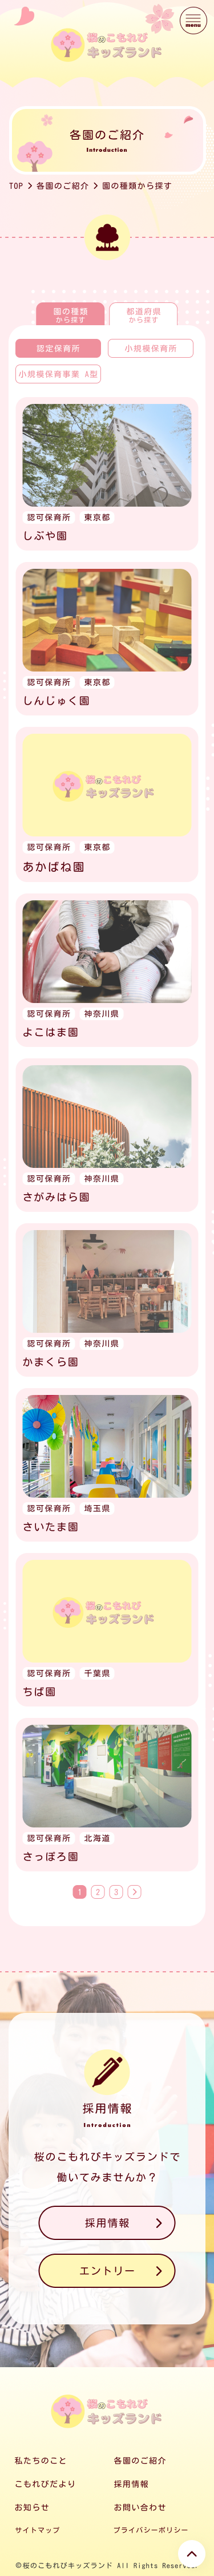 桜のこもれび
キッズランド
menu
各園のご紹介
Introduction
TOP > 各園のご紹介 > 園の種類から探す
園の種類
から探す
都道府県
から探す
認定保育所
小規模保育所
小規模保育事業 A型
認可保育所 東京都
しぶや園
認可保育所 東京都
しんじゅく園
桜のこもれび
キッズランド
認可保育所 東京都
あかばね園
認可保育所 神奈川県
よこはま園
認可保育所 神奈川県
さがみはら園
認可保育所 神奈川県
かまくら園
認可保育所 埼玉県
さいたま園
桜のこもれび
キッズランド
認可保育所 千葉県
ちば園
認可保育所 北海道
さっぽろ園
1 2 3 >
採用情報
Introduction
桜のこもれびキッズランドで
働いてみませんか？
採用情報
エントリー
桜のこもれび
キッズランド
私たちのこと
各園のご紹介
こもれびだより
採用情報
お知らせ
お問い合わせ
サイトマップ
プライバシーポリシー
©桜のこもれびキッズランド All Rights Reserved.